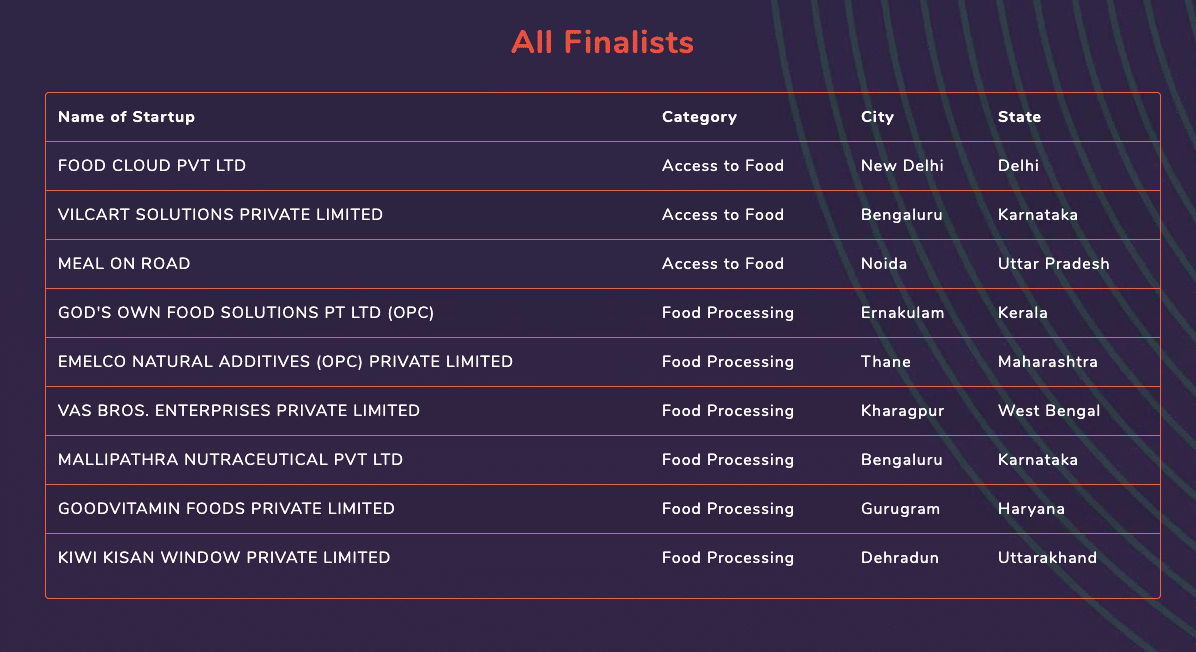 All Finalists
Name of Startup Category City State
FOOD CLOUD PVT LTD Access to Food New Delhi Delhi
VILCART SOLUTIONS PRIVATE LIMITED Access to Food Bengaluru Karnataka
MEAL ON ROAD Access to Food Noida Uttar Pradesh
GOD'S OWN FOOD SOLUTIONS PT LTD (OPC) Food Processing Ernakulam Kerala
EMELCO NATURAL ADDITIVES (OPC) PRIVATE LIMITED Food Processing Thane Maharashtra
VAS BROS. ENTERPRISES PRIVATE LIMITED Food Processing Kharagpur West Bengal
MALLIPATHRA NUTRACEUTICAL PVT LTD Food Processing Bengaluru Karnataka
GOODVITAMIN FOODS PRIVATE LIMITED Food Processing Gurugram Haryana
KIWI KISAN WINDOW PRIVATE LIMITED Food Processing Dehradun Uttarakhand